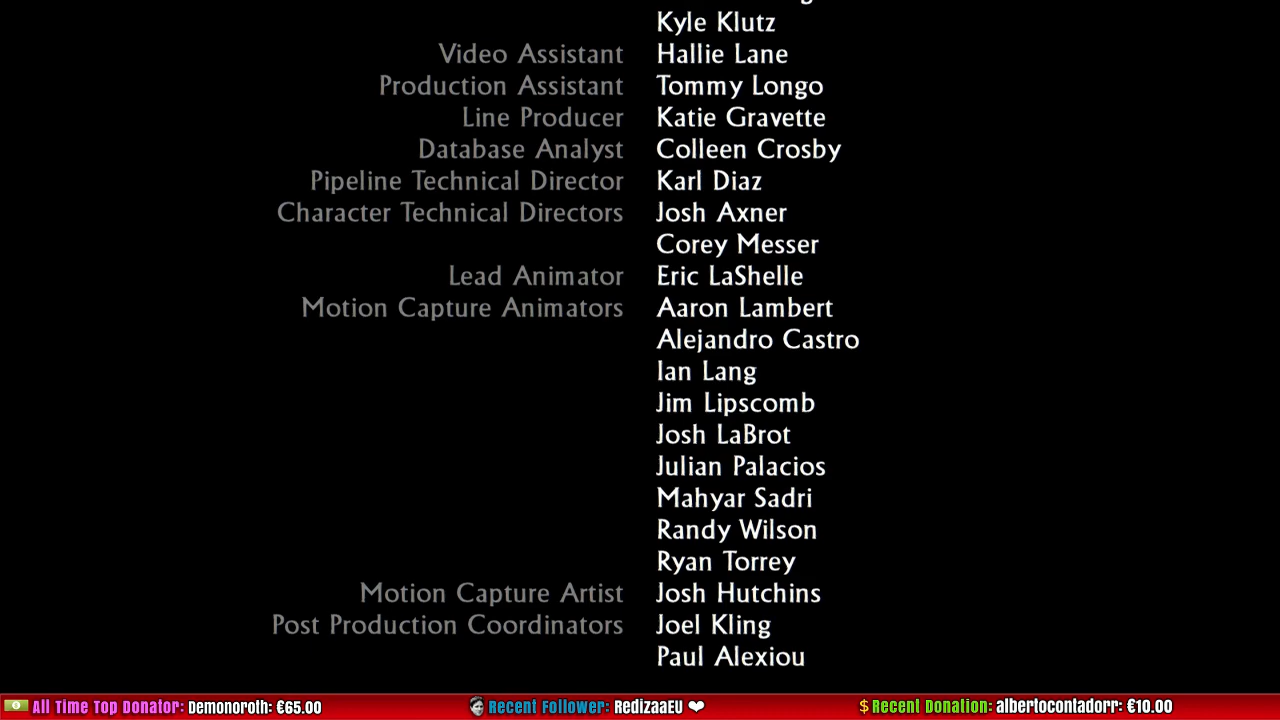 Kyle Klutz
Video Assistant Hallie Lane
Production Assistant Tommy Longo
Line Producer Katie Gravette
Database Analyst Colleen Crosby
Pipeline Technical Director Karl Diaz
Character Technical Directors Josh Axner
Corey Messer
Lead Animator Eric LaShelle
Motion Capture Animators Aaron Lambert
Alejandro Castro
Ian Lang
Jim Lipscomb
Josh LaBrot
Julian Palacios
Mahyar Sadri
Randy Wilson
Ryan Torrey
Motion Capture Artist Josh Hutchins
Post Production Coordinators Joel Kling
Paul Alexiou
All Time Top Donator: Demonoroth: €65.00 Recent Follower: RedizaaEU ❤ $ Recent Donation: albertocontadorr: €10.00